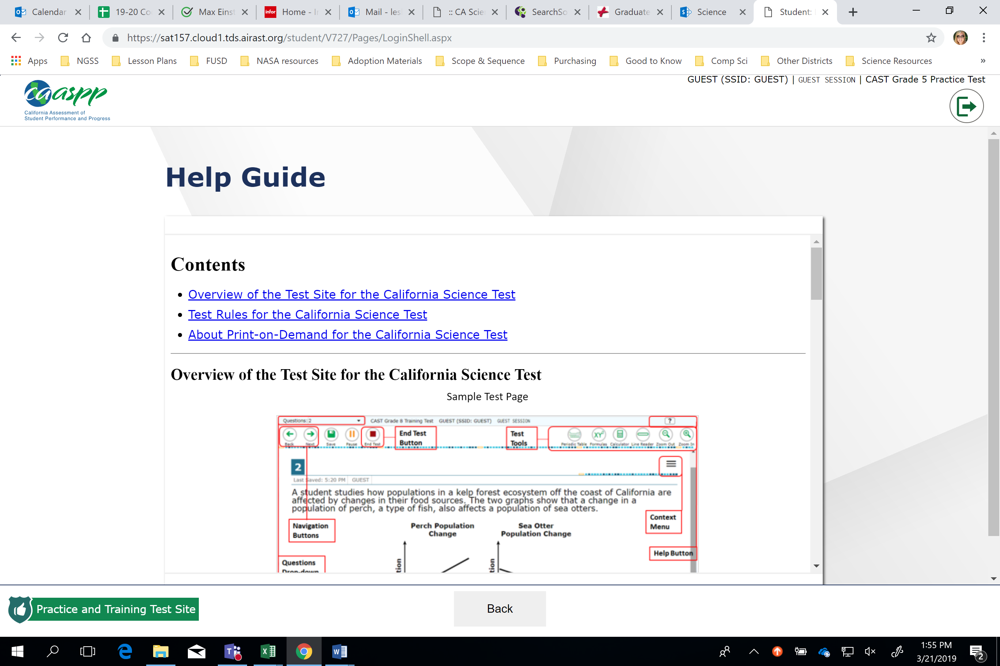 Calendar
19-20 Co
Max Einst
infor Home - I
Mail - les
:: CA Scie
SearchSo
Graduate
Science
Student:
https://sat157.cloud1.tds.airast.org/student/V727/Pages/LoginShell.aspx
Apps NGSS Lesson Plans FUSD NASA resources Adoption Materials Scope & Sequence Purchasing Good to Know Comp Sci Other Districts Science Resources »
GUEST (SSID: GUEST) | GUEST SESSION | CAST Grade 5 Practice Test
caaspp
California Assessment of
Student Performance and Progress
Help Guide
Contents
• Overview of the Test Site for the California Science Test
• Test Rules for the California Science Test
• About Print-on-Demand for the California Science Test
Overview of the Test Site for the California Science Test
Sample Test Page
Questions: 2 CAST Grade 8 Training Test GUEST (SSID: GUEST) GUEST SESSION ?
End Test
Button
Test
Tools
XY²
Back Next Save Pause End Test Periodic Table Formulas Calculator Line Reader Zoom Out Zoom In
2
Last Saved: 5:20 PM GUEST
A student studies how populations in a kelp forest ecosystem off the coast of California are
affected by changes in their food sources. The two graphs show that a change in a
population of perch, a type of fish, also affects a population of sea otters.
Navigation
Buttons
Perch Population
Change
Sea Otter
Population Change
Context
Menu
Help Button
Questions
Drop-down
tion
tion
Practice and Training Test Site
Back
1:55 PM
3/21/2019
2